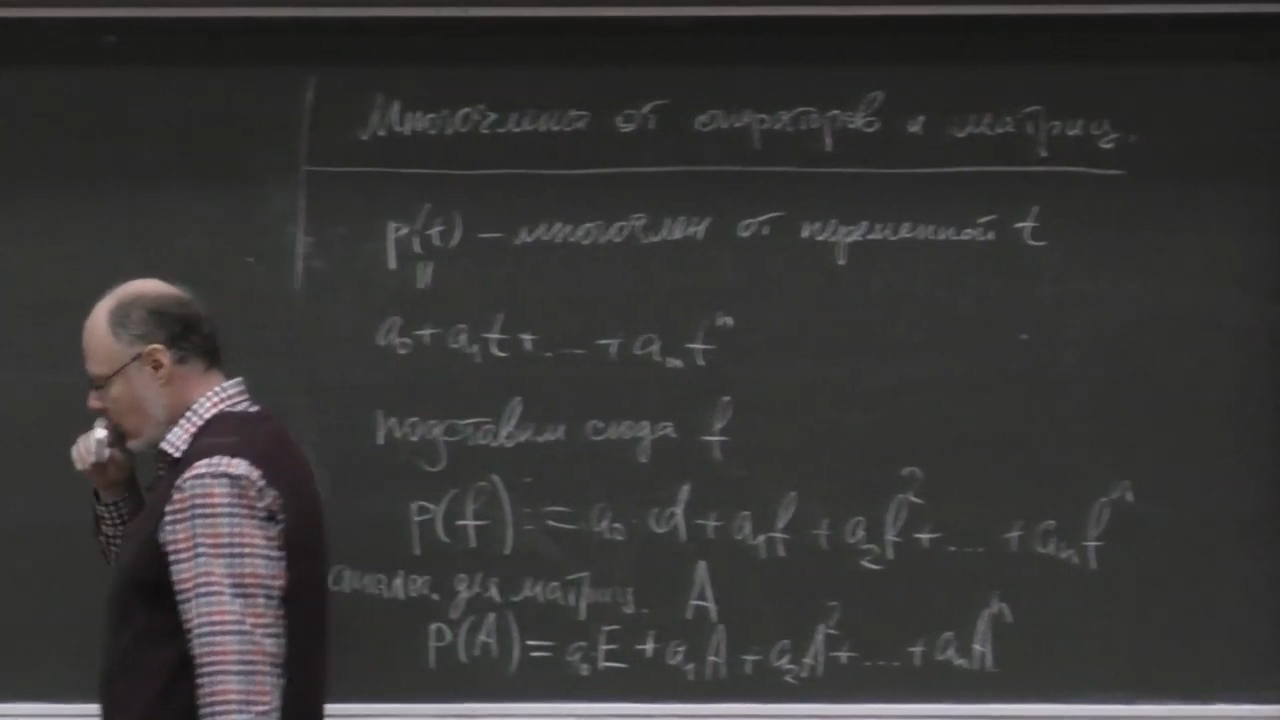 Многочлены от операторов и матриц.
p(t) – многочлен от переменной t
||
a₀+a₁t+...+aₙtⁿ
подставим сюда f
p(f) := a₀·id+a₁f+a₂f²+...+aₙfⁿ
аналог. для матриц. A
P(A)=a₀E+a₁A+a₂A²+...+aₙAⁿ